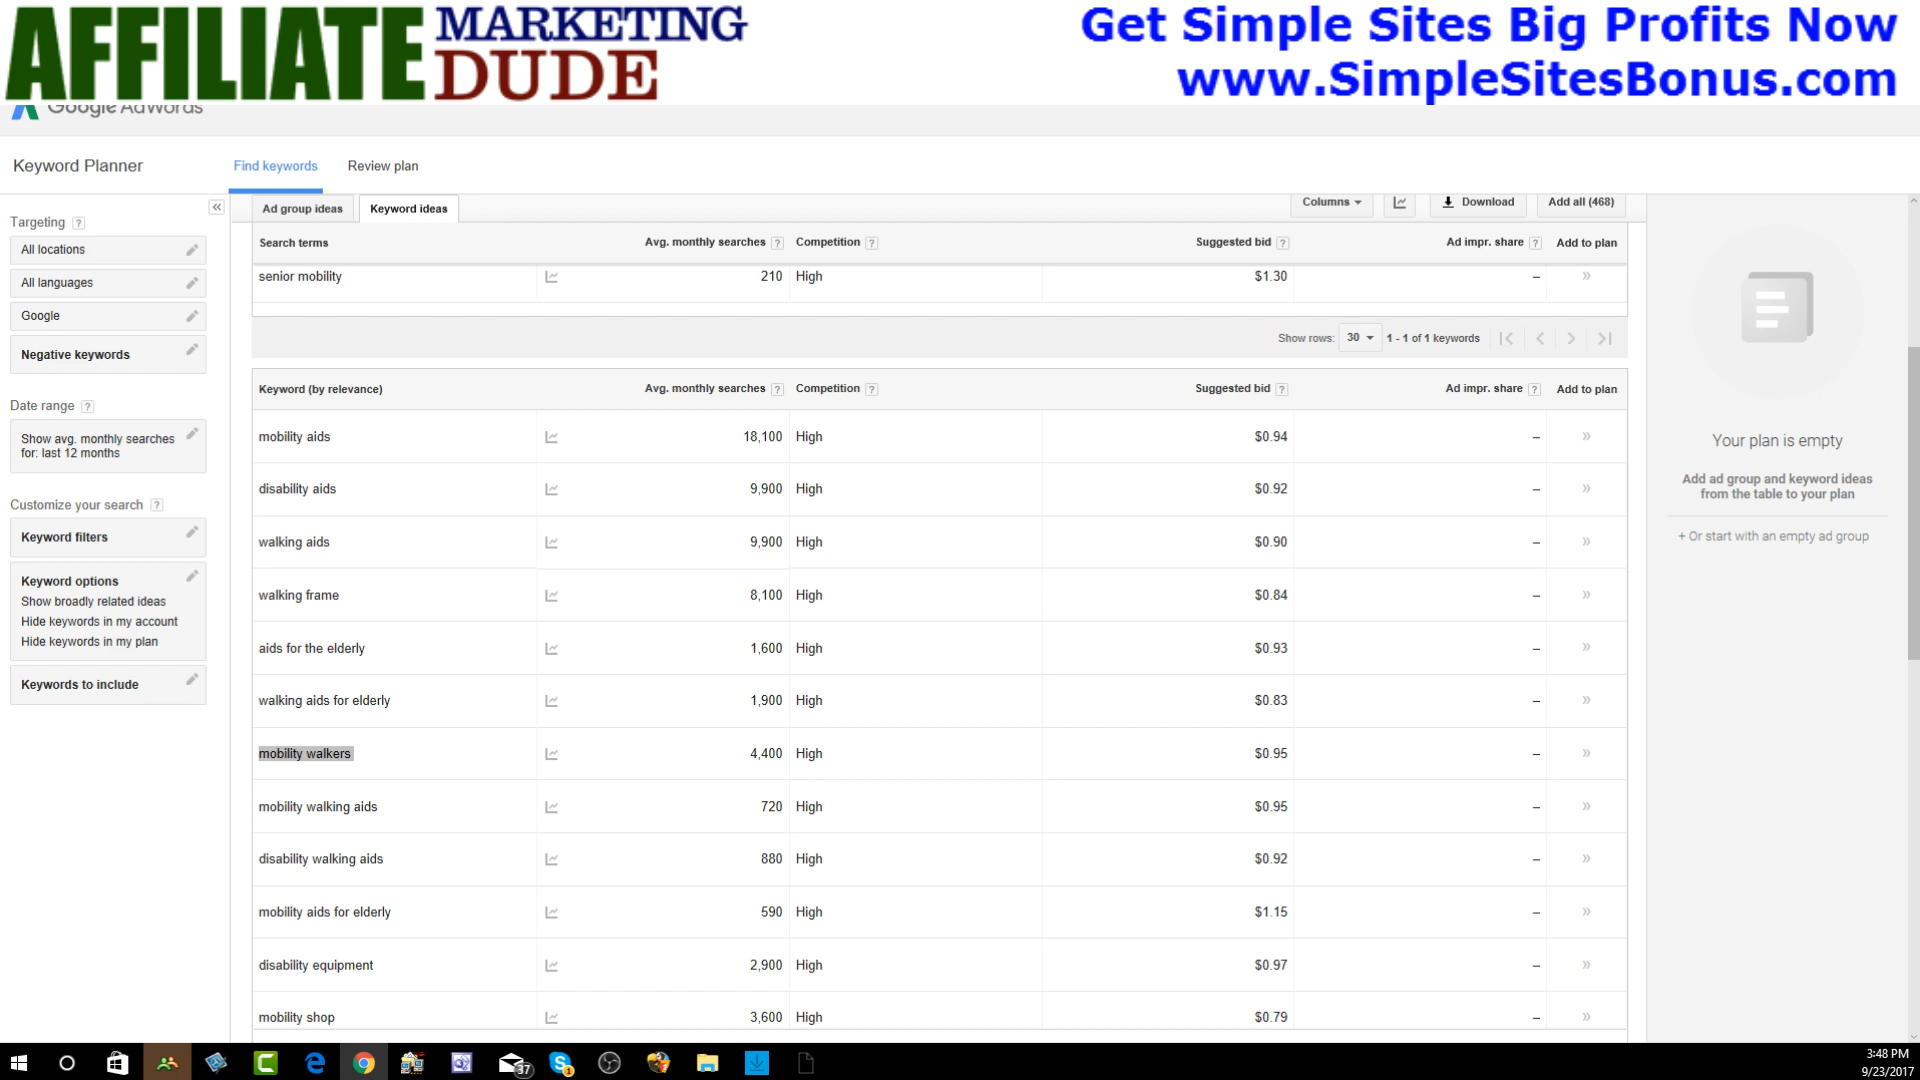 AFFILIATE MARKETING DUDE
Get Simple Sites Big Profits Now
www.SimpleSitesBonus.com
Google AdWords
Keyword Planner
Find keywords
Review plan
Targeting ?
All locations
All languages
Google
Negative keywords
Date range ?
Show avg. monthly searches
for: last 12 months
Customize your search ?
Keyword filters
Keyword options
Show broadly related ideas
Hide keywords in my account
Hide keywords in my plan
Keywords to include
«
Ad group ideas
Keyword ideas
Columns
Download
Add all (468)
Search terms Avg. monthly searches ? Competition ? Suggested bid ? Ad impr. share ? Add to plan
senior mobility 210 High $1.30 – »
Show rows: 30 1 - 1 of 1 keywords
Keyword (by relevance) Avg. monthly searches ? Competition ? Suggested bid ? Ad impr. share ? Add to plan
mobility aids 18,100 High $0.94 – »
disability aids 9,900 High $0.92 – »
walking aids 9,900 High $0.90 – »
walking frame 8,100 High $0.84 – »
aids for the elderly 1,600 High $0.93 – »
walking aids for elderly 1,900 High $0.83 – »
mobility walkers 4,400 High $0.95 – »
mobility walking aids 720 High $0.95 – »
disability walking aids 880 High $0.92 – »
mobility aids for elderly 590 High $1.15 – »
disability equipment 2,900 High $0.97 – »
mobility shop 3,600 High $0.79 – »
Your plan is empty
Add ad group and keyword ideas
from the table to your plan
+ Or start with an empty ad group
37
1
3:48 PM
9/23/2017